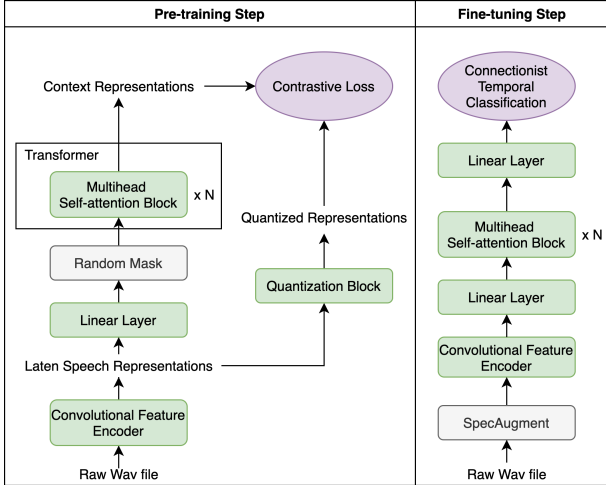 Pre-training Step
Context Representations
Contrastive Loss
Transformer
Multihead
Self-attention Block
x N
Quantized Representations
Random Mask
Quantization Block
Linear Layer
Laten Speech Representations
Convolutional Feature
Encoder
Raw Wav file
Fine-tuning Step
Connectionist
Temporal
Classification
Linear Layer
Multihead
Self-attention Block
x N
Linear Layer
Convolutional Feature
Encoder
SpecAugment
Raw Wav file